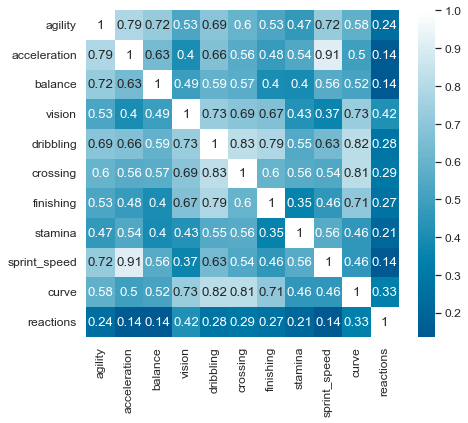 agility 1 0.79 0.72 0.53 0.69 0.6 0.53 0.47 0.72 0.58 0.24
acceleration 0.79 1 0.63 0.4 0.66 0.56 0.48 0.54 0.91 0.5 0.14
balance 0.72 0.63 1 0.49 0.59 0.57 0.4 0.4 0.56 0.52 0.14
vision 0.53 0.4 0.49 1 0.73 0.69 0.67 0.43 0.37 0.73 0.42
dribbling 0.69 0.66 0.59 0.73 1 0.83 0.79 0.55 0.63 0.82 0.28
crossing 0.6 0.56 0.57 0.69 0.83 1 0.6 0.56 0.54 0.81 0.29
finishing 0.53 0.48 0.4 0.67 0.79 0.6 1 0.35 0.46 0.71 0.27
stamina 0.47 0.54 0.4 0.43 0.55 0.56 0.35 1 0.56 0.46 0.21
sprint_speed 0.72 0.91 0.56 0.37 0.63 0.54 0.46 0.56 1 0.46 0.14
curve 0.58 0.5 0.52 0.73 0.82 0.81 0.71 0.46 0.46 1 0.33
reactions 0.24 0.14 0.14 0.42 0.28 0.29 0.27 0.21 0.14 0.33 1
agility
acceleration
balance
vision
dribbling
crossing
finishing
stamina
sprint_speed
curve
reactions
1.0
0.9
0.8
0.7
0.6
0.5
0.4
0.3
0.2